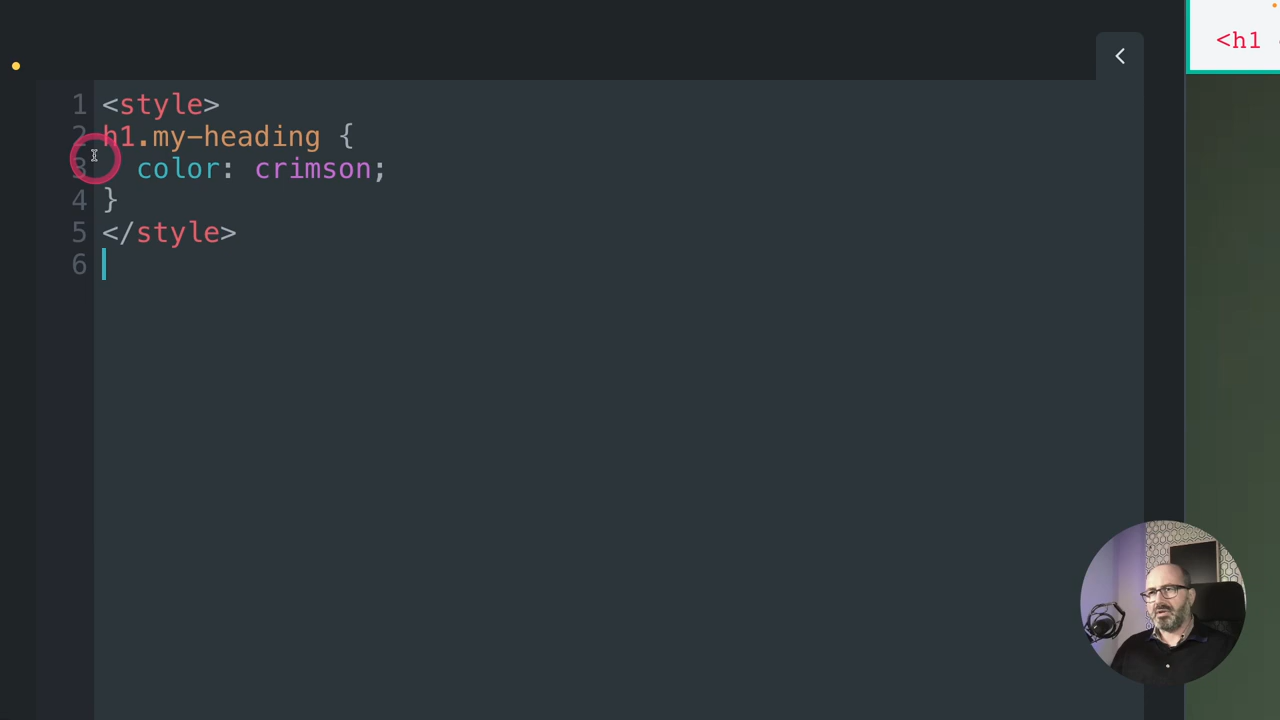 <h1
1 <style>
2 h1.my-heading {
3 color: crimson;
4 }
5 </style>
6